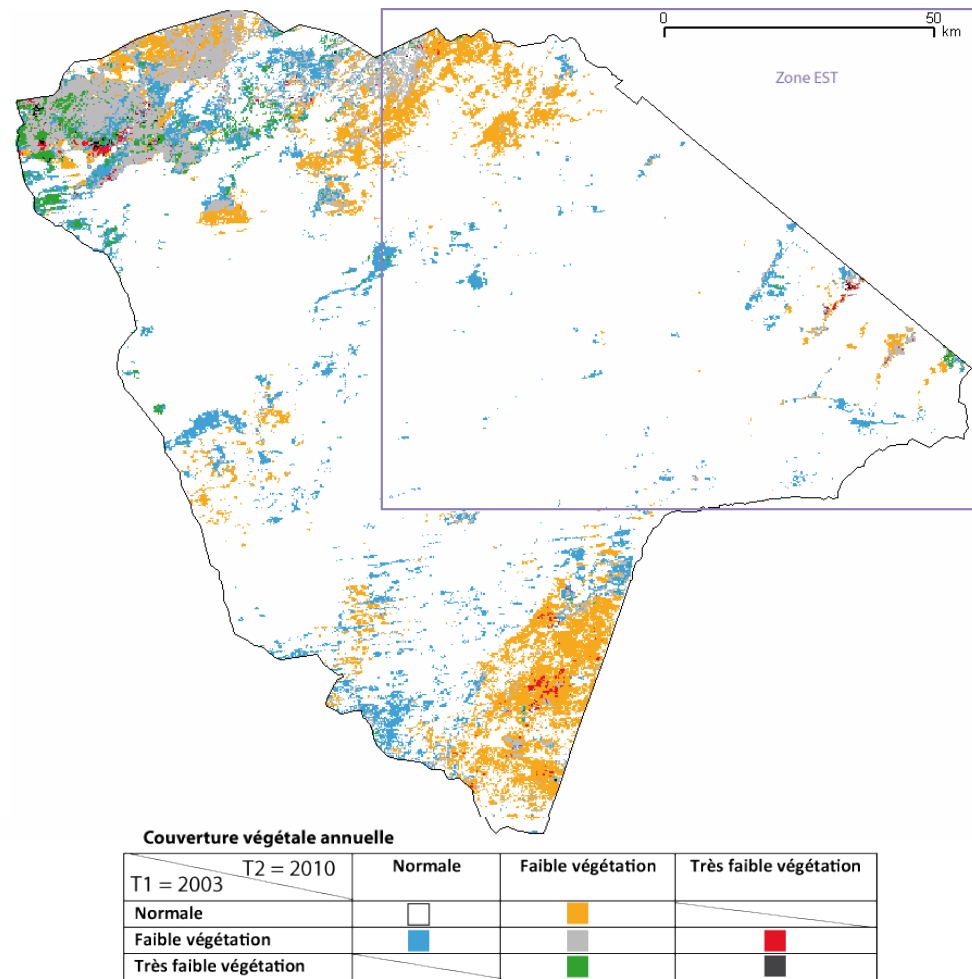 0 50
km
Zone EST
Couverture végétale annuelle
T2 = 2010 Normale Faible végétation Très faible végétation
T1 = 2003
Normale
Faible végétation
Très faible végétation